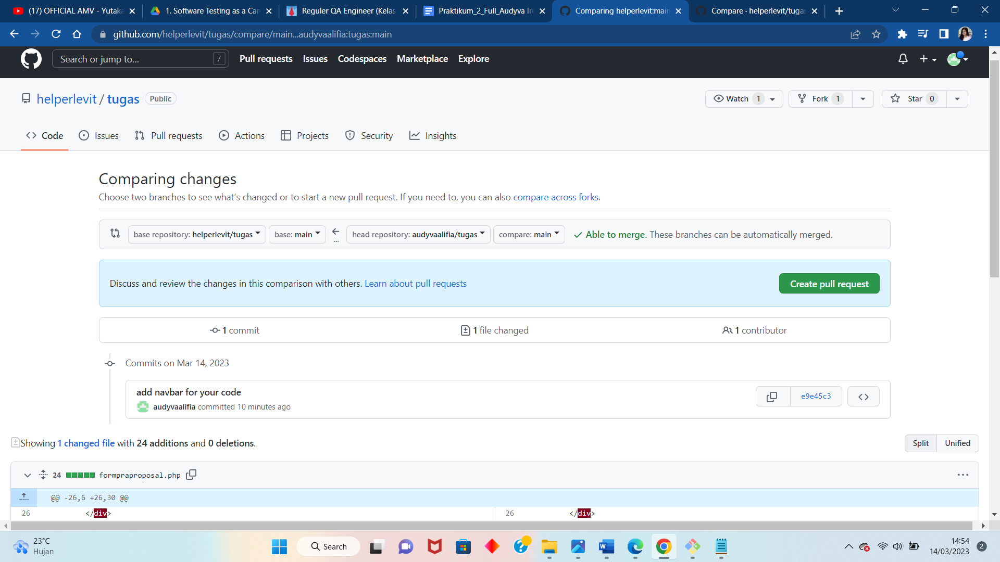 (17) OFFICIAL AMV - Yutaka
1. Software Testing as a Car
Reguler QA Engineer (Kelas
Praktikum_2_Full_Audyva Ire
Comparing helperlevit:main
Compare · helperlevit/tugas
github.com/helperlevit/tugas/compare/main...audyvaalifia:tugas:main
Search or jump to... /
Pull requests Issues Codespaces Marketplace Explore
helperlevit / tugas Public
Watch 1 Fork 1 Star 0
Code Issues Pull requests Actions Projects Security Insights
Comparing changes
Choose two branches to see what's changed or to start a new pull request. If you need to, you can also compare across forks.
base repository: helperlevit/tugas base: main ... head repository: audyvaalifia/tugas compare: main Able to merge. These branches can be automatically merged.
Discuss and review the changes in this comparison with others. Learn about pull requests Create pull request
1 commit 1 file changed 1 contributor
Commits on Mar 14, 2023
add navbar for your code
audyvaalifia committed 10 minutes ago
e9e45c3 <>
Showing 1 changed file with 24 additions and 0 deletions.
Split Unified
24 formpraproposal.php ...
@@ -26,6 +26,30 @@
26 </div> 26 </div>
23°C
Hujan
Search
14:54
14/03/2023
2